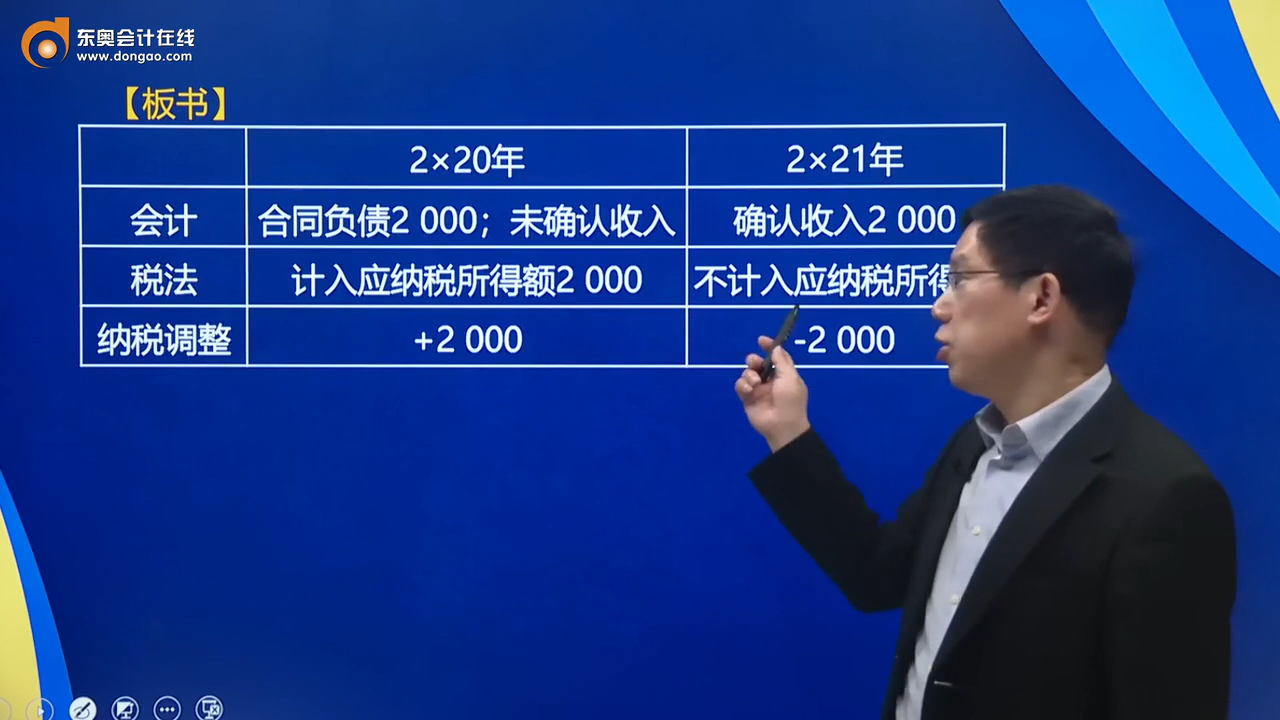 东奥会计在线
www.dongao.com
【板书】
2×20年 2×21年
会计 合同负债2 000；未确认收入 确认收入2 000
税法 计入应纳税所得额2 000 不计入应纳税所得
纳税调整 +2 000 -2 000